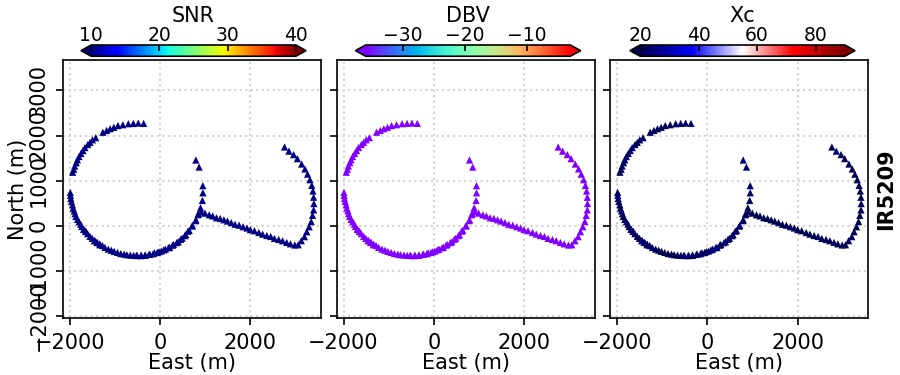 SNR DBV Xc
10 20 30 40 −30 −20 −10 20 40 60 80
North (m)
3000
2000
1000
0
−1000
−2000
IR5209
−2000 0 2000 −2000 0 2000 −2000 0 2000
East (m) East (m) East (m)